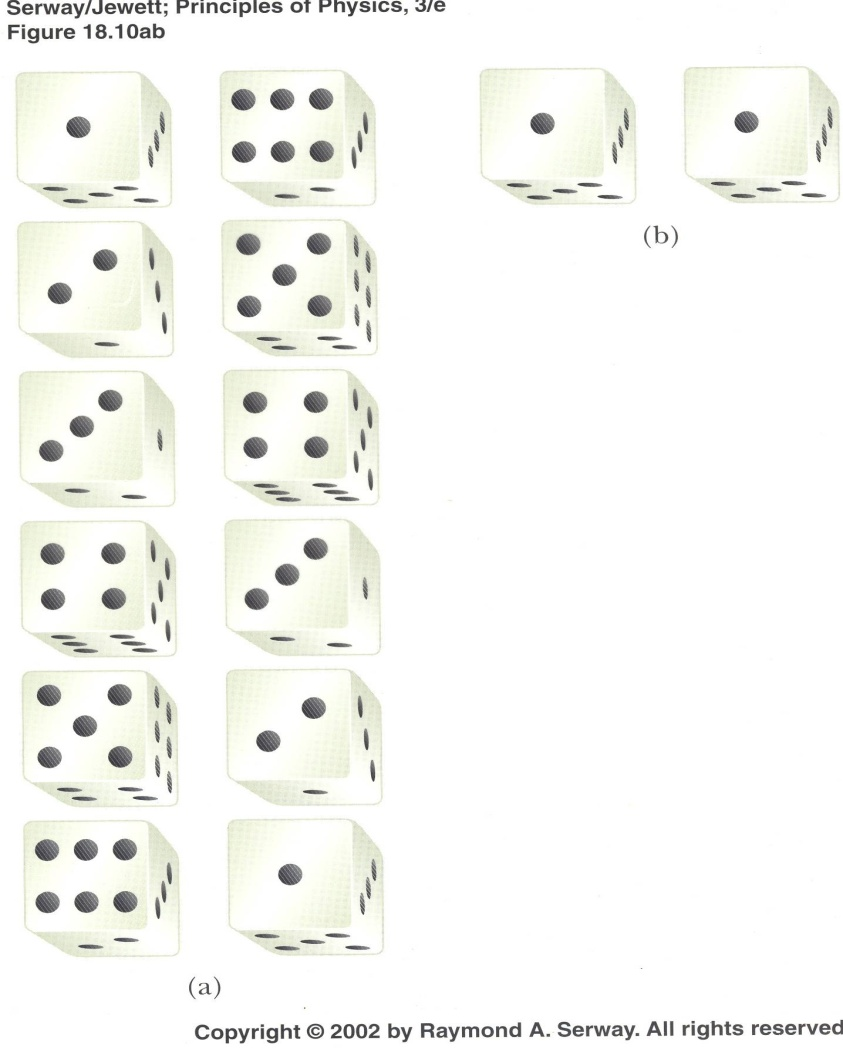 Serway/Jewett; Principles of Physics, 3/e
Figure 18.10ab
(b)
(a)
Copyright © 2002 by Raymond A. Serway. All rights reserved